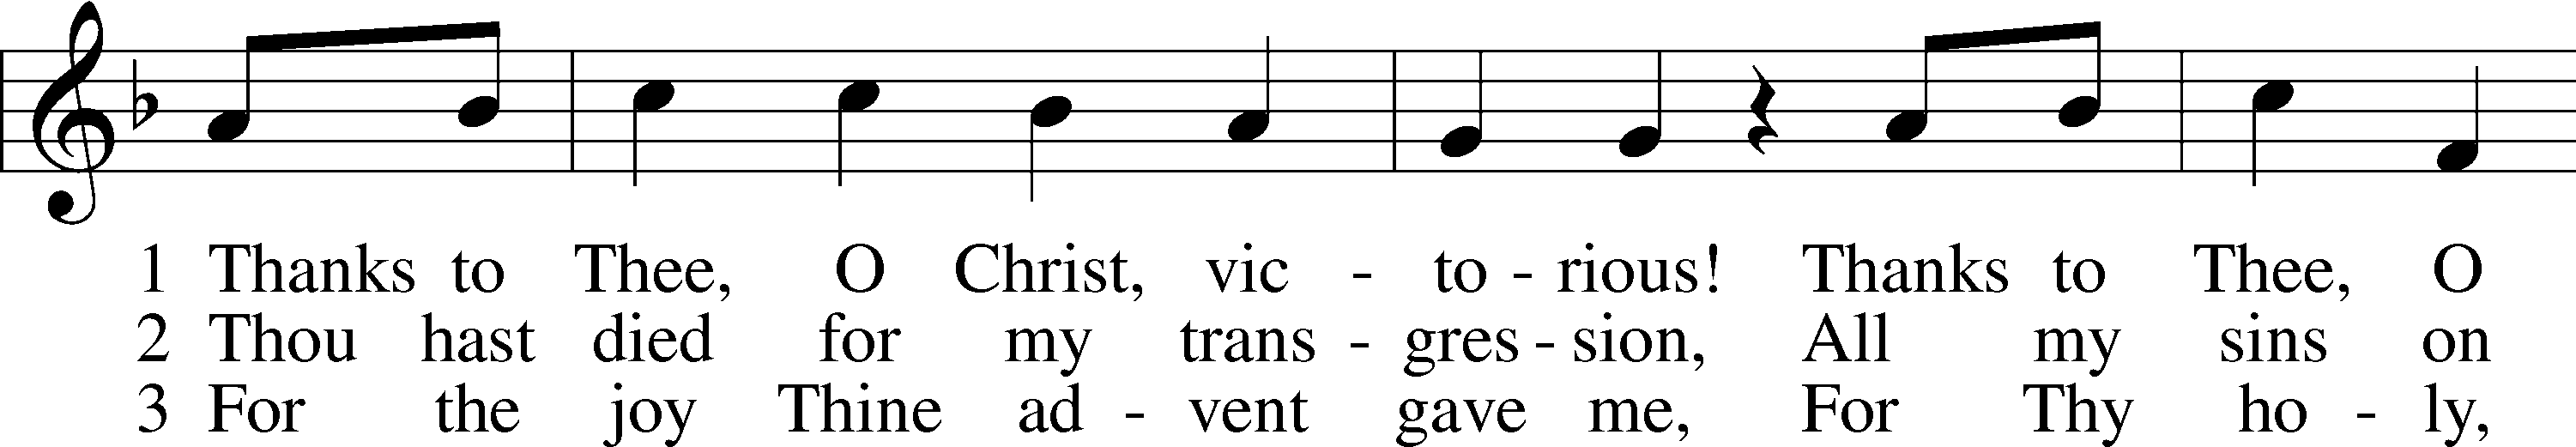 1 Thanks to Thee, O Christ, vic - to - rious! Thanks to Thee, O
2 Thou hast died for my trans - gres - sion, All my sins on
3 For the joy Thine ad - vent gave me, For Thy ho - ly,